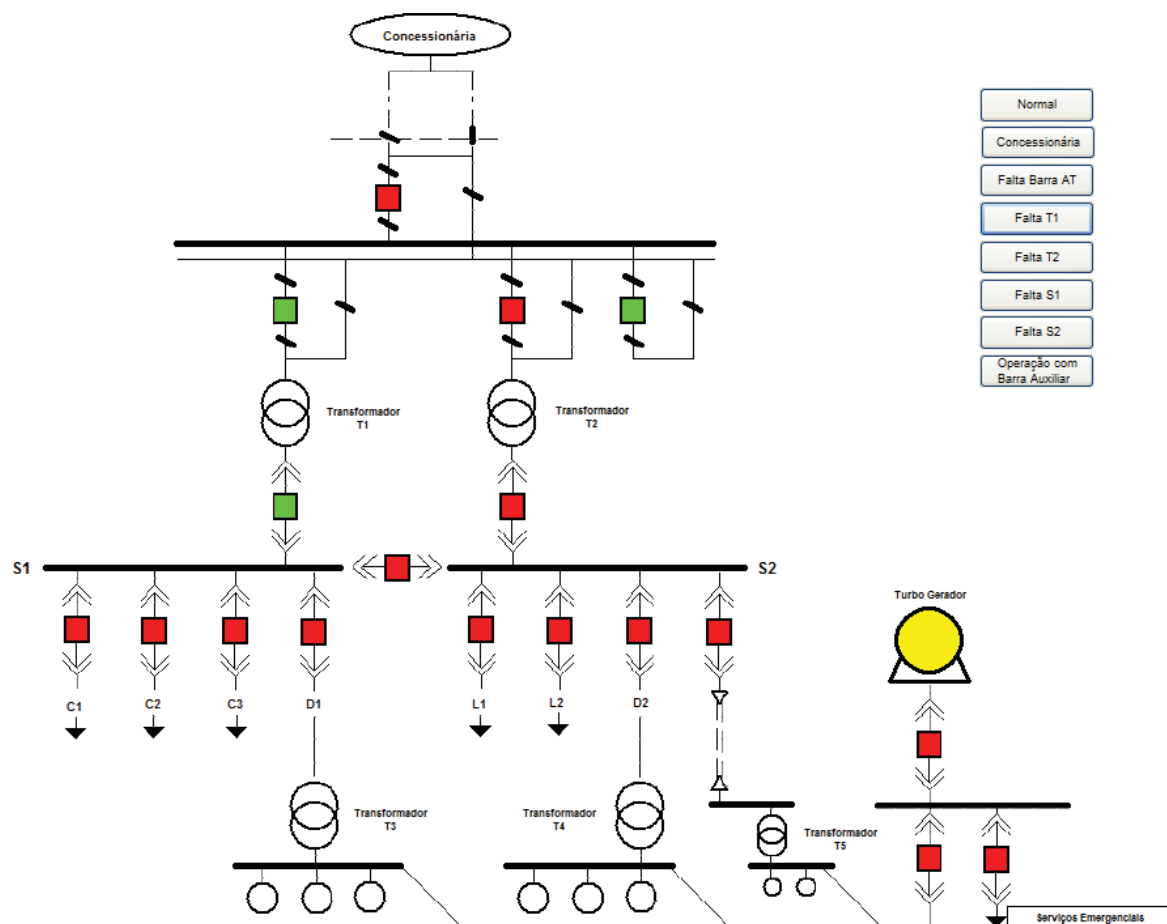 Concessionária
Normal
Concessionária
Falta Barra AT
Falta T1
Falta T2
Falta S1
Falta S2
Operação com
Barra Auxiliar
Transformador
T1
Transformador
T2
S1
S2
Turbo Gerador
C1
C2
C3
D1
L1
L2
D2
Transformador
T3
Transformador
T4
Transformador
T5
Serviços Emergenciais